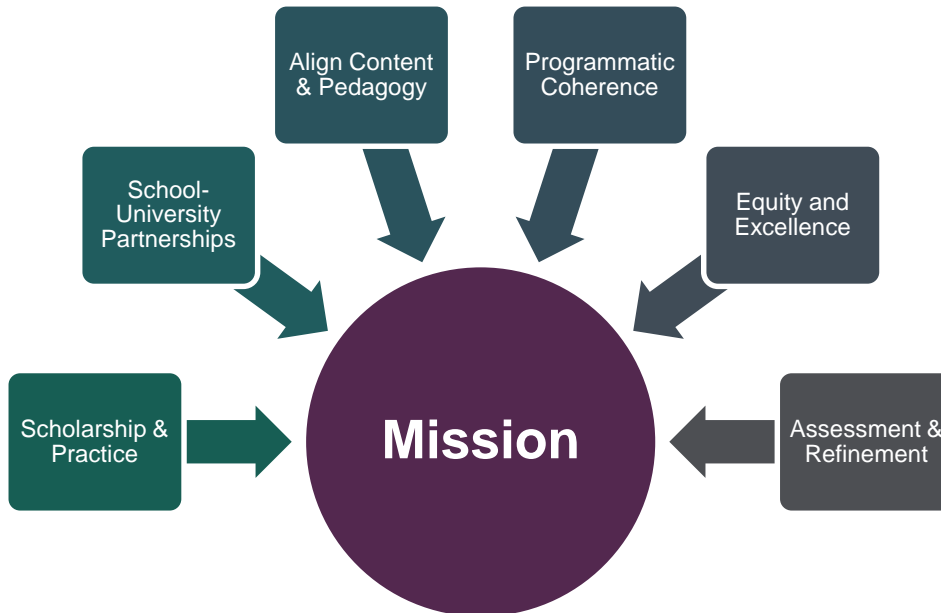 Align Content
& Pedagogy
Programmatic
Coherence
School-
University
Partnerships
Equity and
Excellence
Scholarship &
Practice
Mission
Assessment &
Refinement